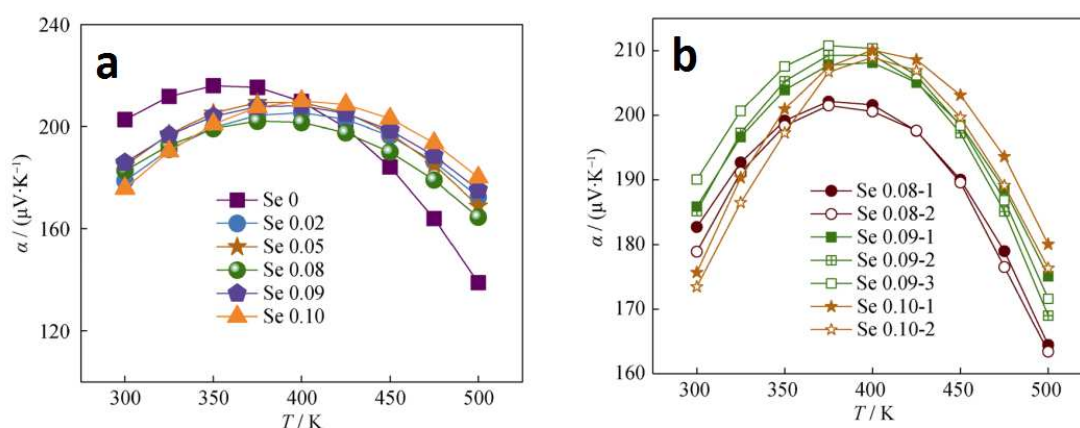 a
240
200
160
120
α / (μV·K⁻¹)
Se 0
Se 0.02
Se 0.05
Se 0.08
Se 0.09
Se 0.10
300 350 400 450 500
T / K
b
210
200
190
180
170
160
α / (μV·K⁻¹)
Se 0.08-1
Se 0.08-2
Se 0.09-1
Se 0.09-2
Se 0.09-3
Se 0.10-1
Se 0.10-2
300 350 400 450 500
T / K